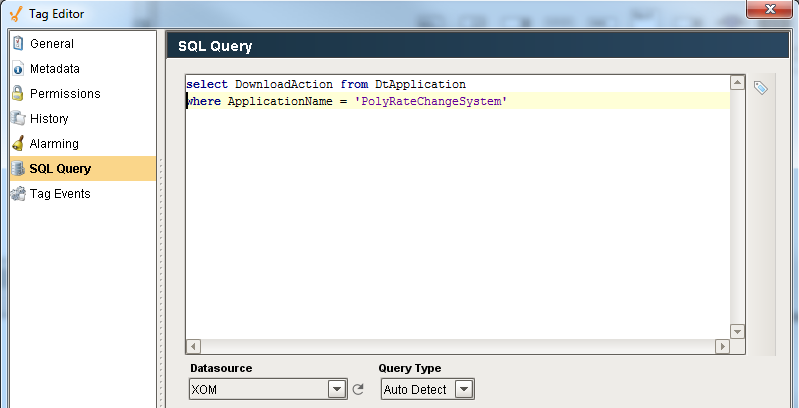 Tag Editor
General
Metadata
Permissions
History
Alarming
SQL Query
Tag Events
SQL Query
select DownloadAction from DtApplication
where ApplicationName = 'PolyRateChangeSystem'
Datasource
Query Type
XOM
Auto Detect